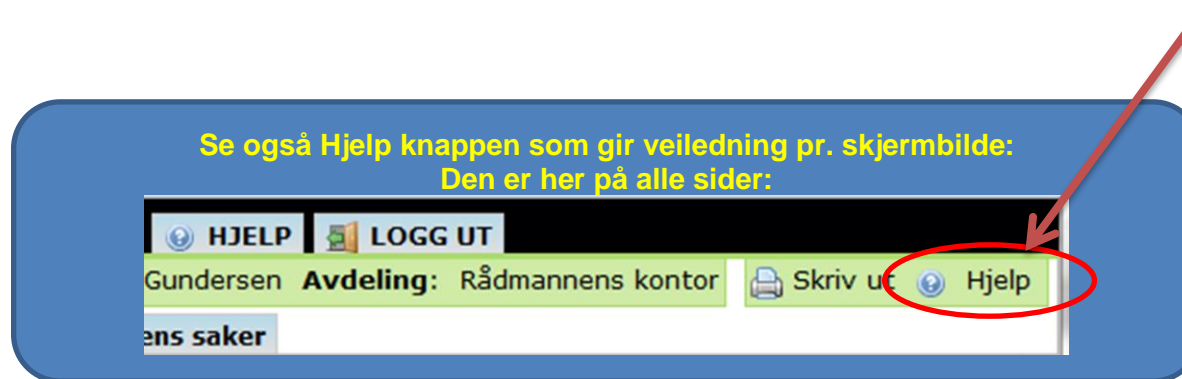 Se også Hjelp knappen som gir veiledning pr. skjermbilde:
Den er her på alle sider:
HJELP LOGG UT
Gundersen Avdeling: Rådmannens kontor Skriv ut Hjelp
ens saker